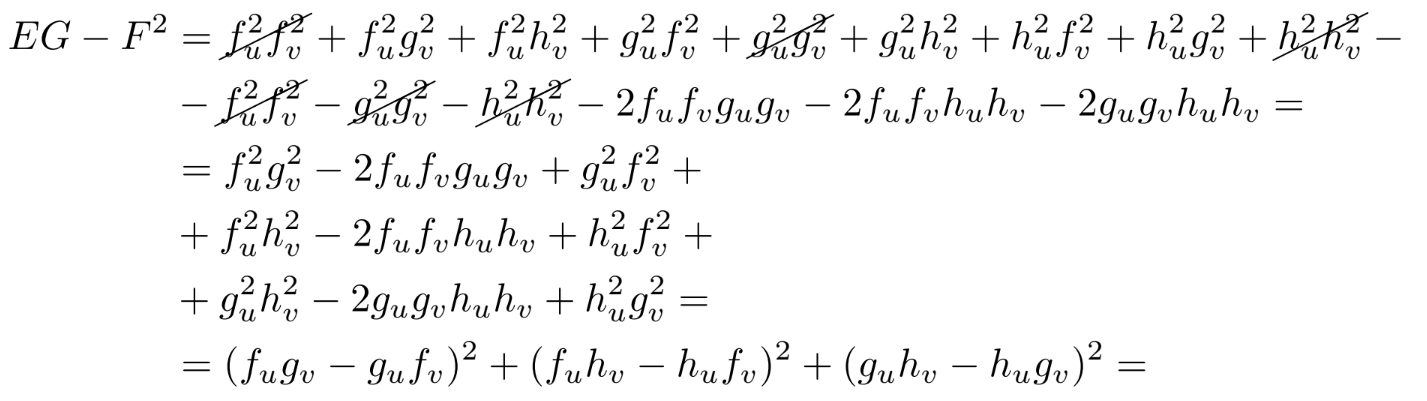 $EG - F^2 = \cancel{f_u^2 f_v^2} + f_u^2 g_v^2 + f_u^2 h_v^2 + g_u^2 f_v^2 + \cancel{g_u^2 g_v^2} + g_u^2 h_v^2 + h_u^2 f_v^2 + h_u^2 g_v^2 + \cancel{h_u^2 h_v^2} -$
$- \cancel{f_u^2 f_v^2} - \cancel{g_u^2 g_v^2} - \cancel{h_u^2 h_v^2} - 2f_u f_v g_u g_v - 2f_u f_v h_u h_v - 2g_u g_v h_u h_v =$
$= f_u^2 g_v^2 - 2f_u f_v g_u g_v + g_u^2 f_v^2 +$
$+ f_u^2 h_v^2 - 2f_u f_v h_u h_v + h_u^2 f_v^2 +$
$+ g_u^2 h_v^2 - 2g_u g_v h_u h_v + h_u^2 g_v^2 =$
$= (f_u g_v - g_u f_v)^2 + (f_u h_v - h_u f_v)^2 + (g_u h_v - h_u g_v)^2 =$